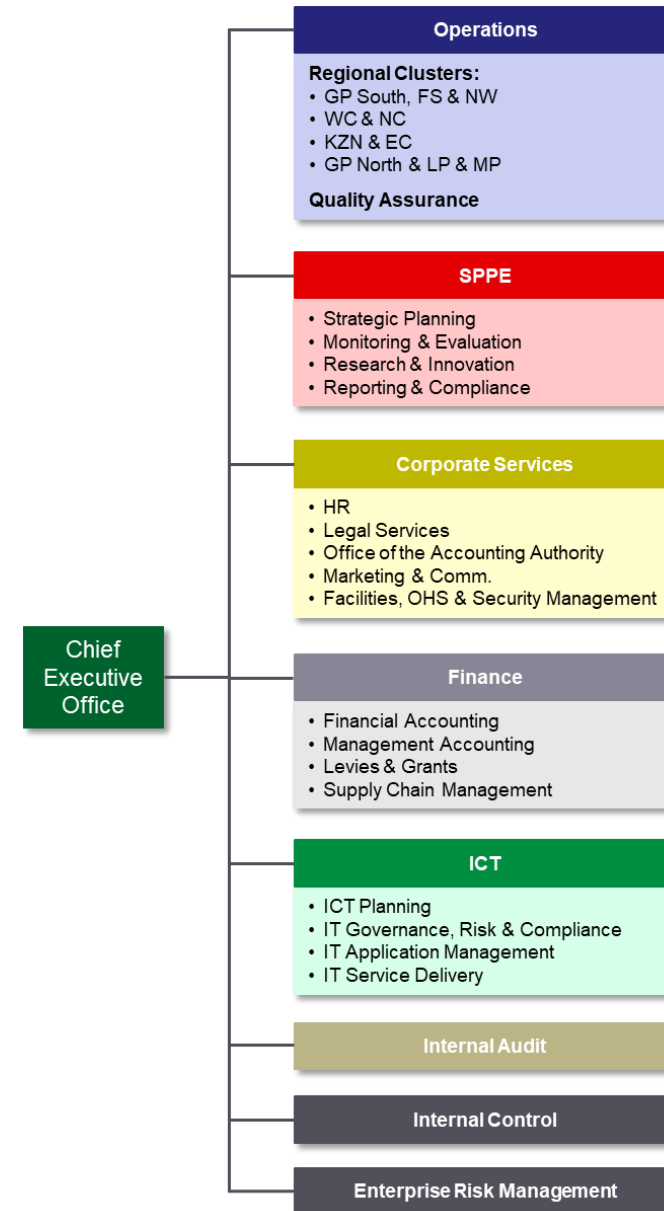 Operations
Regional Clusters:
• GP South, FS & NW
• WC & NC
• KZN & EC
• GP North & LP & MP
Quality Assurance
SPPE
• Strategic Planning
• Monitoring & Evaluation
• Research & Innovation
• Reporting & Compliance
Corporate Services
• HR
• Legal Services
• Office of the Accounting Authority
• Marketing & Comm.
• Facilities, OHS & Security Management
Chief
Executive
Office
Finance
• Financial Accounting
• Management Accounting
• Levies & Grants
• Supply Chain Management
ICT
• ICT Planning
• IT Governance, Risk & Compliance
• IT Application Management
• IT Service Delivery
Internal Audit
Internal Control
Enterprise Risk Management